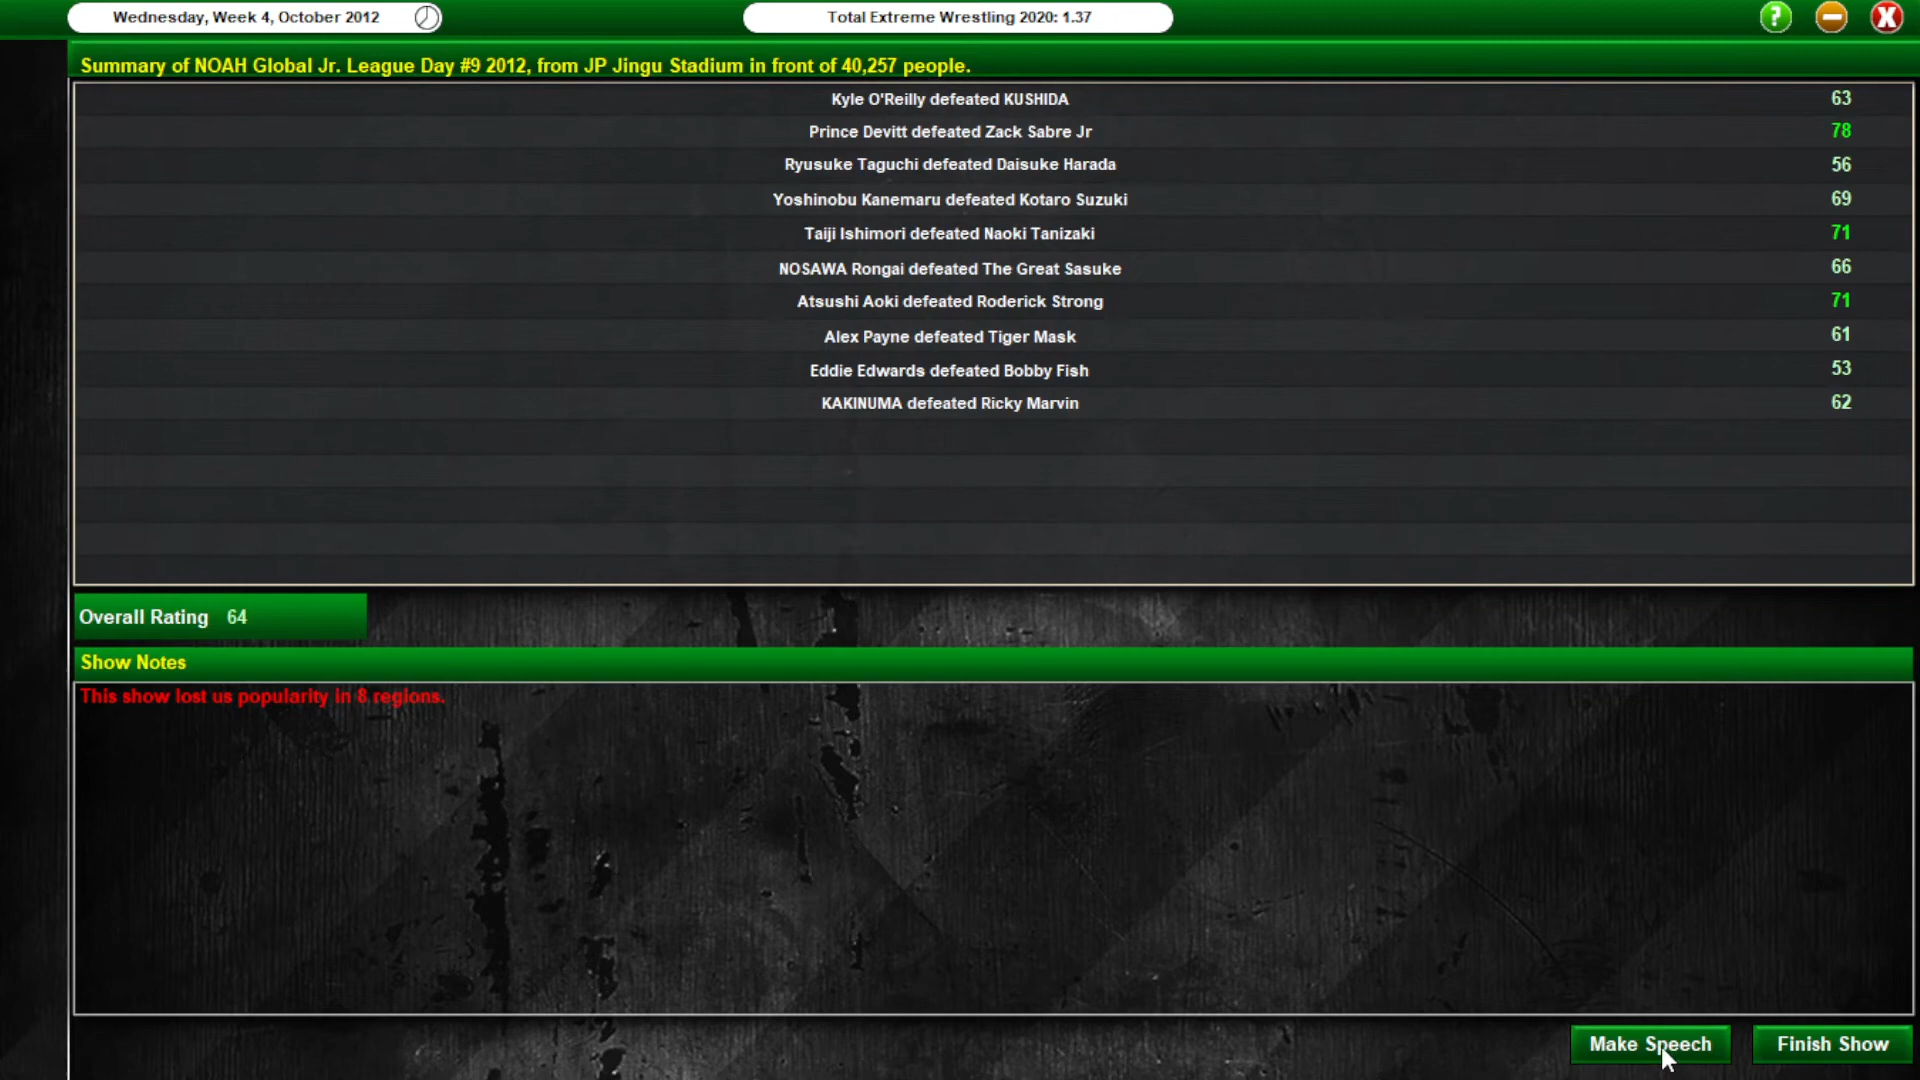 Wednesday, Week 4, October 2012
Total Extreme Wrestling 2020: 1.37
?
X
Summary of NOAH Global Jr. League Day #9 2012, from JP Jingu Stadium in front of 40,257 people.
Kyle O'Reilly defeated KUSHIDA 63
Prince Devitt defeated Zack Sabre Jr 78
Ryusuke Taguchi defeated Daisuke Harada 56
Yoshinobu Kanemaru defeated Kotaro Suzuki 69
Taiji Ishimori defeated Naoki Tanizaki 71
NOSAWA Rongai defeated The Great Sasuke 66
Atsushi Aoki defeated Roderick Strong 71
Alex Payne defeated Tiger Mask 61
Eddie Edwards defeated Bobby Fish 53
KAKINUMA defeated Ricky Marvin 62
Overall Rating 64
Show Notes
This show lost us popularity in 8 regions.
Make Speech
Finish Show